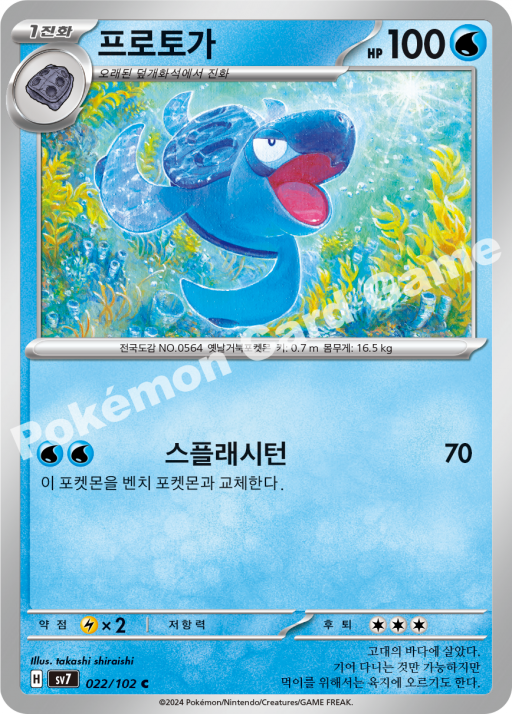 1진화
프로토가
HP 100
오래된 덮개화석에서 진화
전국도감 NO.0564 옛날거북포켓몬 키: 0.7 m 몸무게: 16.5 kg
Pokémon Card Game
스플래시턴 70
이 포켓몬을 벤치 포켓몬과 교체한다.
약점 ×2 저항력 후퇴
Illus. takashi shiraishi
고대의 바다에 살았다.
기어 다니는 것만 가능하지만
먹이를 위해서는 육지에 오르기도 한다.
H sv7 022/102 C
©2024 Pokémon/Nintendo/Creatures/GAME FREAK.